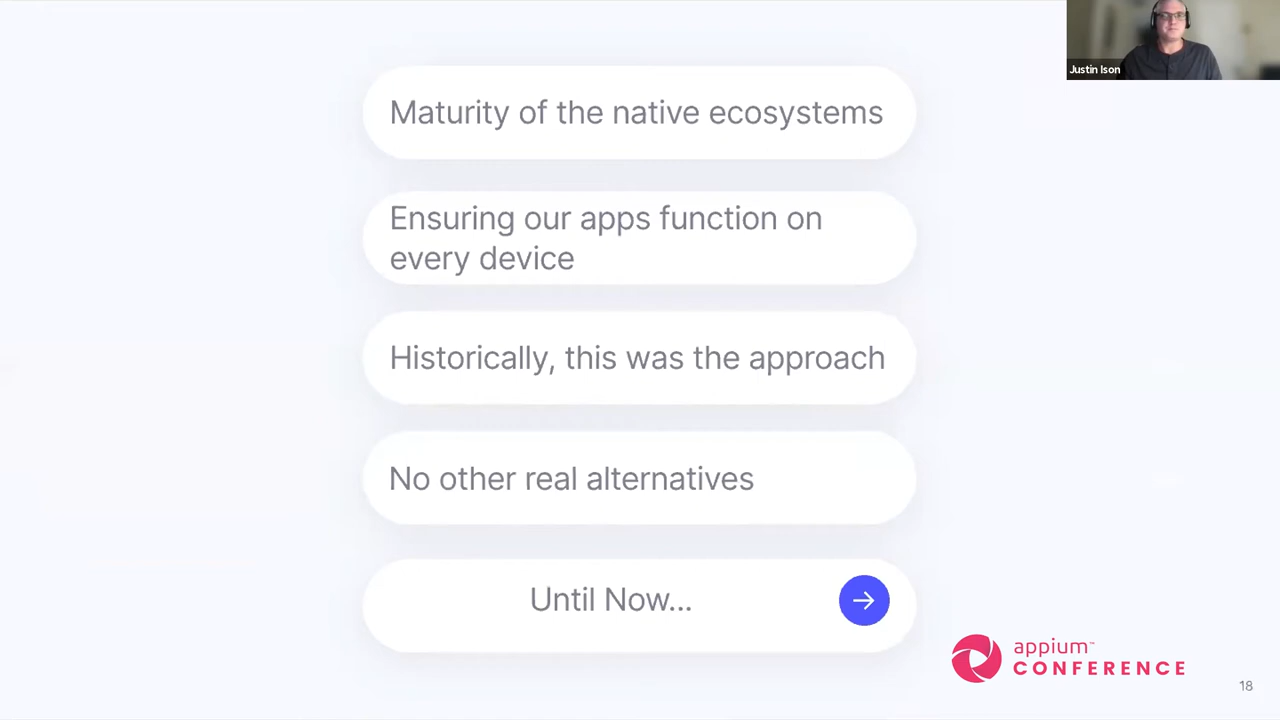 Justin Ison
Maturity of the native ecosystems
Ensuring our apps function on
every device
Historically, this was the approach
No other real alternatives
Until Now...
appium™
CONFERENCE
18